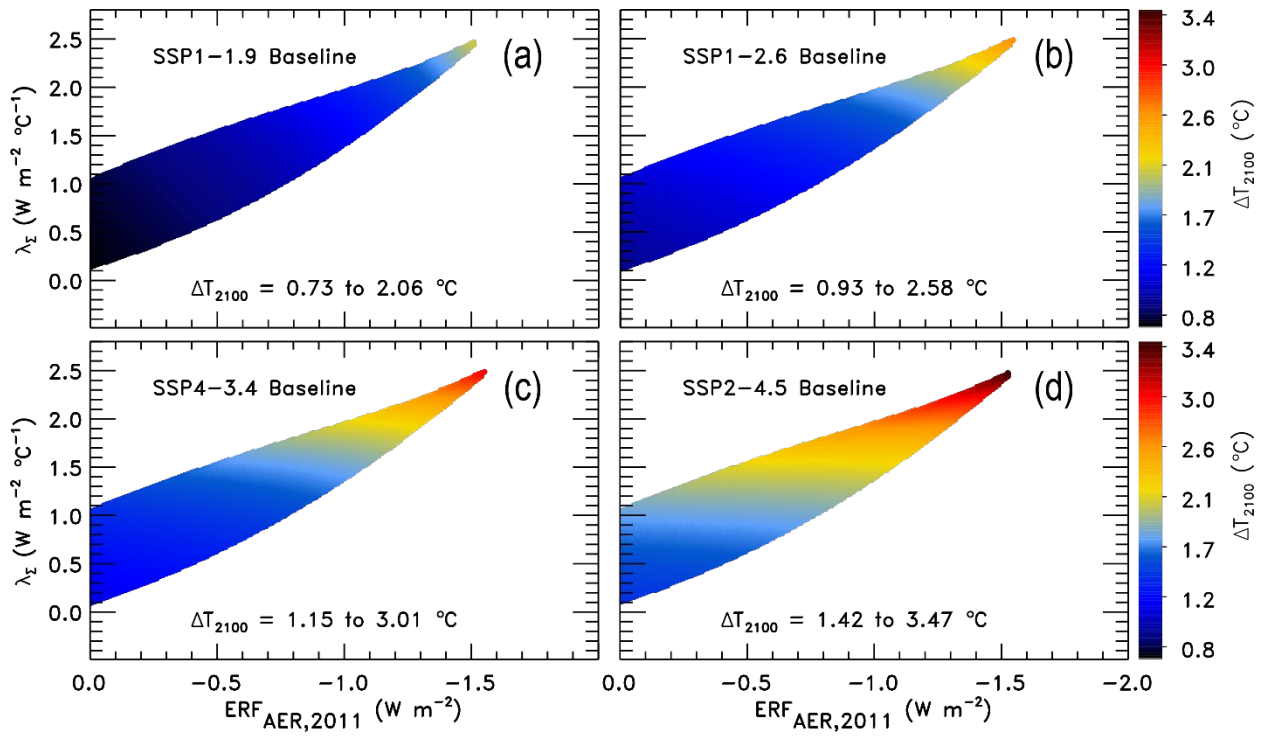 SSP1−1.9 Baseline
(a)
2.5
2.0
1.5
1.0
0.5
0.0
λ_Σ (W m⁻² °C⁻¹)
ΔT₂₁₀₀ = 0.73 to 2.06 °C
SSP1−2.6 Baseline
(b)
ΔT₂₁₀₀ = 0.93 to 2.58 °C
3.4
3.0
2.6
2.1
1.7
1.2
0.8
ΔT₂₁₀₀ (°C)
SSP4−3.4 Baseline
(c)
2.5
2.0
1.5
1.0
0.5
0.0
λ_Σ (W m⁻² °C⁻¹)
ΔT₂₁₀₀ = 1.15 to 3.01 °C
0.0 −0.5 −1.0 −1.5
ERF_AER,2011 (W m⁻²)
SSP2−4.5 Baseline
(d)
ΔT₂₁₀₀ = 1.42 to 3.47 °C
0.0 −0.5 −1.0 −1.5 −2.0
ERF_AER,2011 (W m⁻²)
3.4
3.0
2.6
2.1
1.7
1.2
0.8
ΔT₂₁₀₀ (°C)